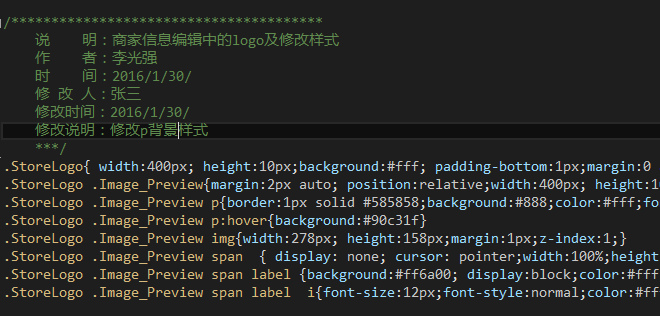 /***************************************
说    明：商家信息编辑中的logo及修改样式
作    者：李光强
时    间：2016/1/30/
修 改 人：张三
修改时间：2016/1/30/
修改说明：修改p背景样式
***/
.StoreLogo{ width:400px; height:10px;background:#fff; padding-bottom:1px;margin:0
.StoreLogo .Image_Preview{margin:2px auto; position:relative;width:400px; height:1
.StoreLogo .Image_Preview p{border:1px solid #585858;background:#888;color:#fff;fo
.StoreLogo .Image_Preview p:hover{background:#90c31f}
.StoreLogo .Image_Preview img{width:278px; height:158px;margin:1px;z-index:1;}
.StoreLogo .Image_Preview span  { display: none; cursor: pointer;width:100%;height
.StoreLogo .Image_Preview span label {background:#ff6a00; display:block;color:#fff
.StoreLogo .Image_Preview span label  i{font-size:12px;font-style:normal;color:#ff